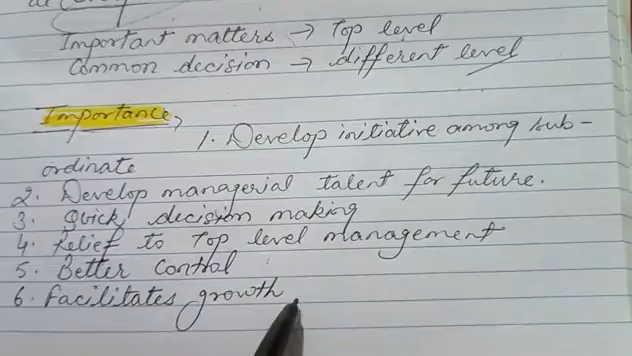 Important matters → Top level
Common decision → different level
Importance,
1. Develop initiative among sub-
ordinate
2. Develop managerial talent for future.
3. Quick decision making
4. Relief to Top level management
5. Better Control
6. Facilitates growth